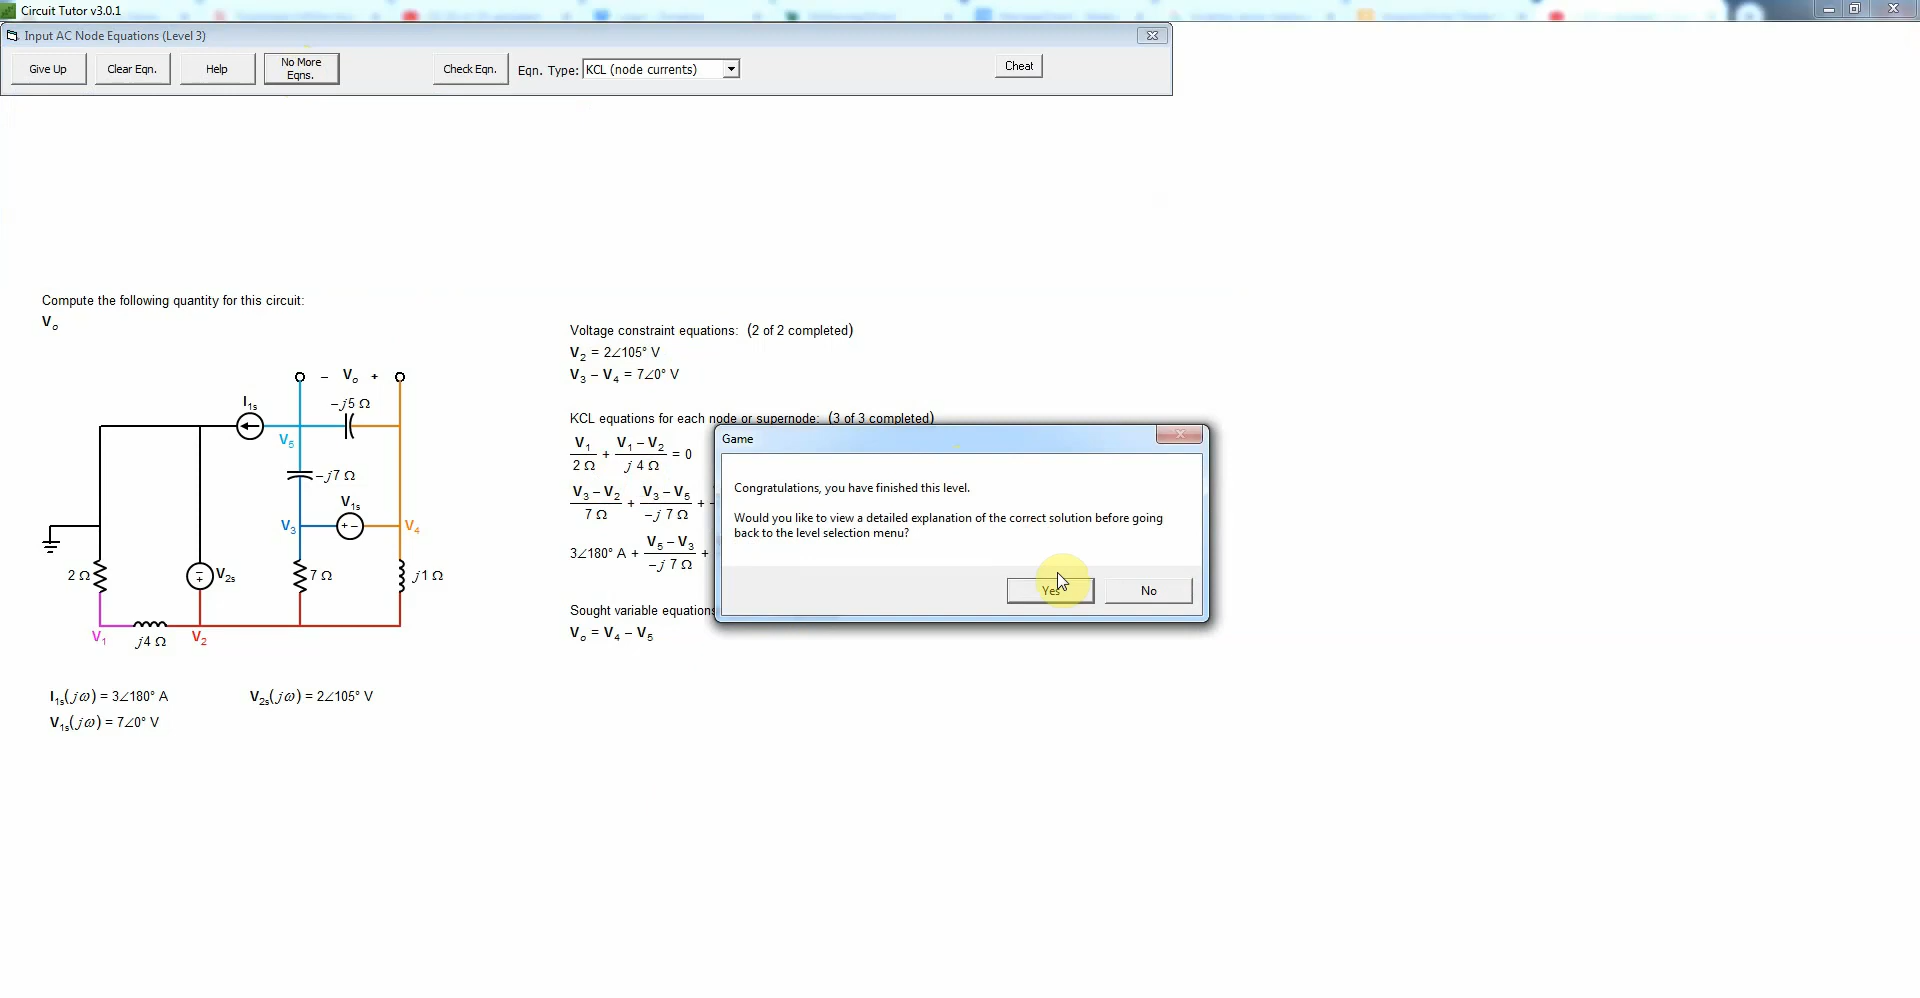 Circuit Tutor v3.0.1
Input AC Node Equations (Level 3)
Give Up
Clear Eqn.
Help
No More Eqns.
Check Eqn.
Eqn. Type: KCL (node currents)
Cheat
Compute the following quantity for this circuit:
Vo
− Vo +
−j5 Ω
I1s
V5
−j7 Ω
V1s
V3
+ −
V4
2 Ω
− +
V2s
7 Ω
j1 Ω
V1
j4 Ω
V2
I1s(jω) = 3∠180° A
V2s(jω) = 2∠105° V
V1s(jω) = 7∠0° V
Voltage constraint equations: (2 of 2 completed)
V2 = 2∠105° V
V3 − V4 = 7∠0° V
KCL equations for each node or supernode: (3 of 3 completed)
V1/2 Ω + (V1 − V2)/j 4 Ω = 0
(V3 − V2)/7 Ω + (V3 − V5)/−j 7 Ω +
3∠180° A + (V5 − V3)/−j 7 Ω +
Sought variable equations
Vo = V4 − V5
Game
Congratulations, you have finished this level.
Would you like to view a detailed explanation of the correct solution before going
back to the level selection menu?
Yes
No